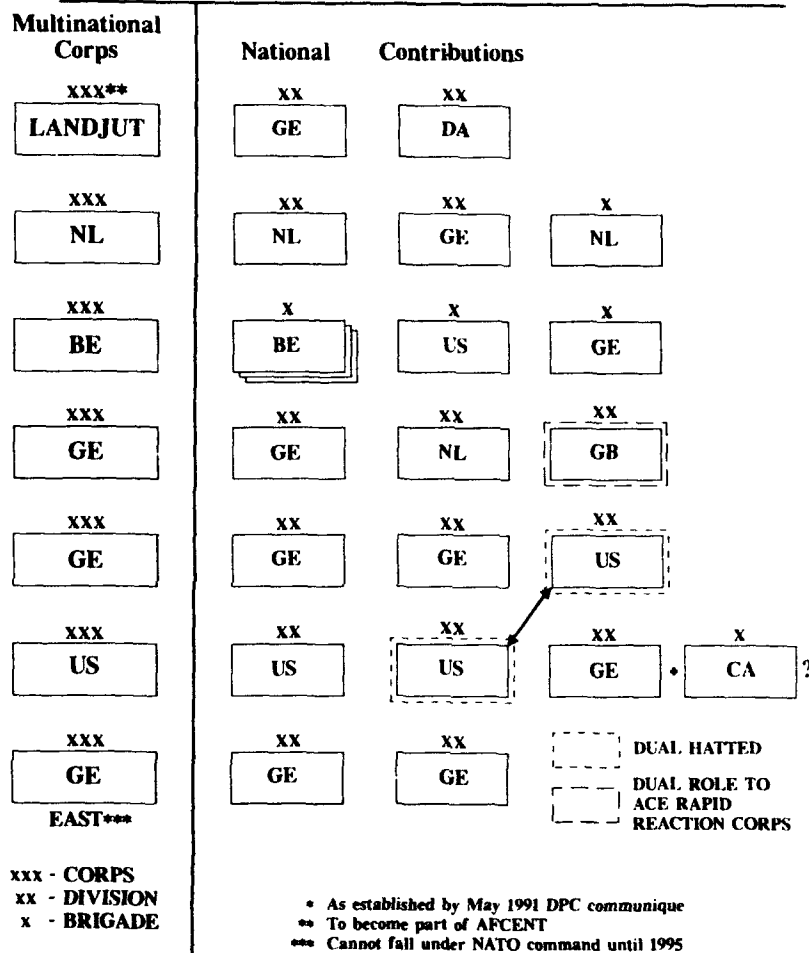 Multinational Corps National Contributions
XXX** XX XX
LANDJUT GE DA
XXX XX XX X
NL NL GE NL
XXX X X X
BE BE US GE
XXX XX XX XX
GE GE NL GB
XXX XX XX XX
GE GE GE US
XXX XX XX XX X
US US US GE + CA ?
XXX XX XX
GE GE GE
EAST***
DUAL HATTED
DUAL ROLE TO
ACE RAPID
REACTION CORPS
XXX - CORPS
XX - DIVISION
X - BRIGADE
* As established by May 1991 DPC communique
** To become part of AFCENT
*** Cannot fall under NATO command until 1995